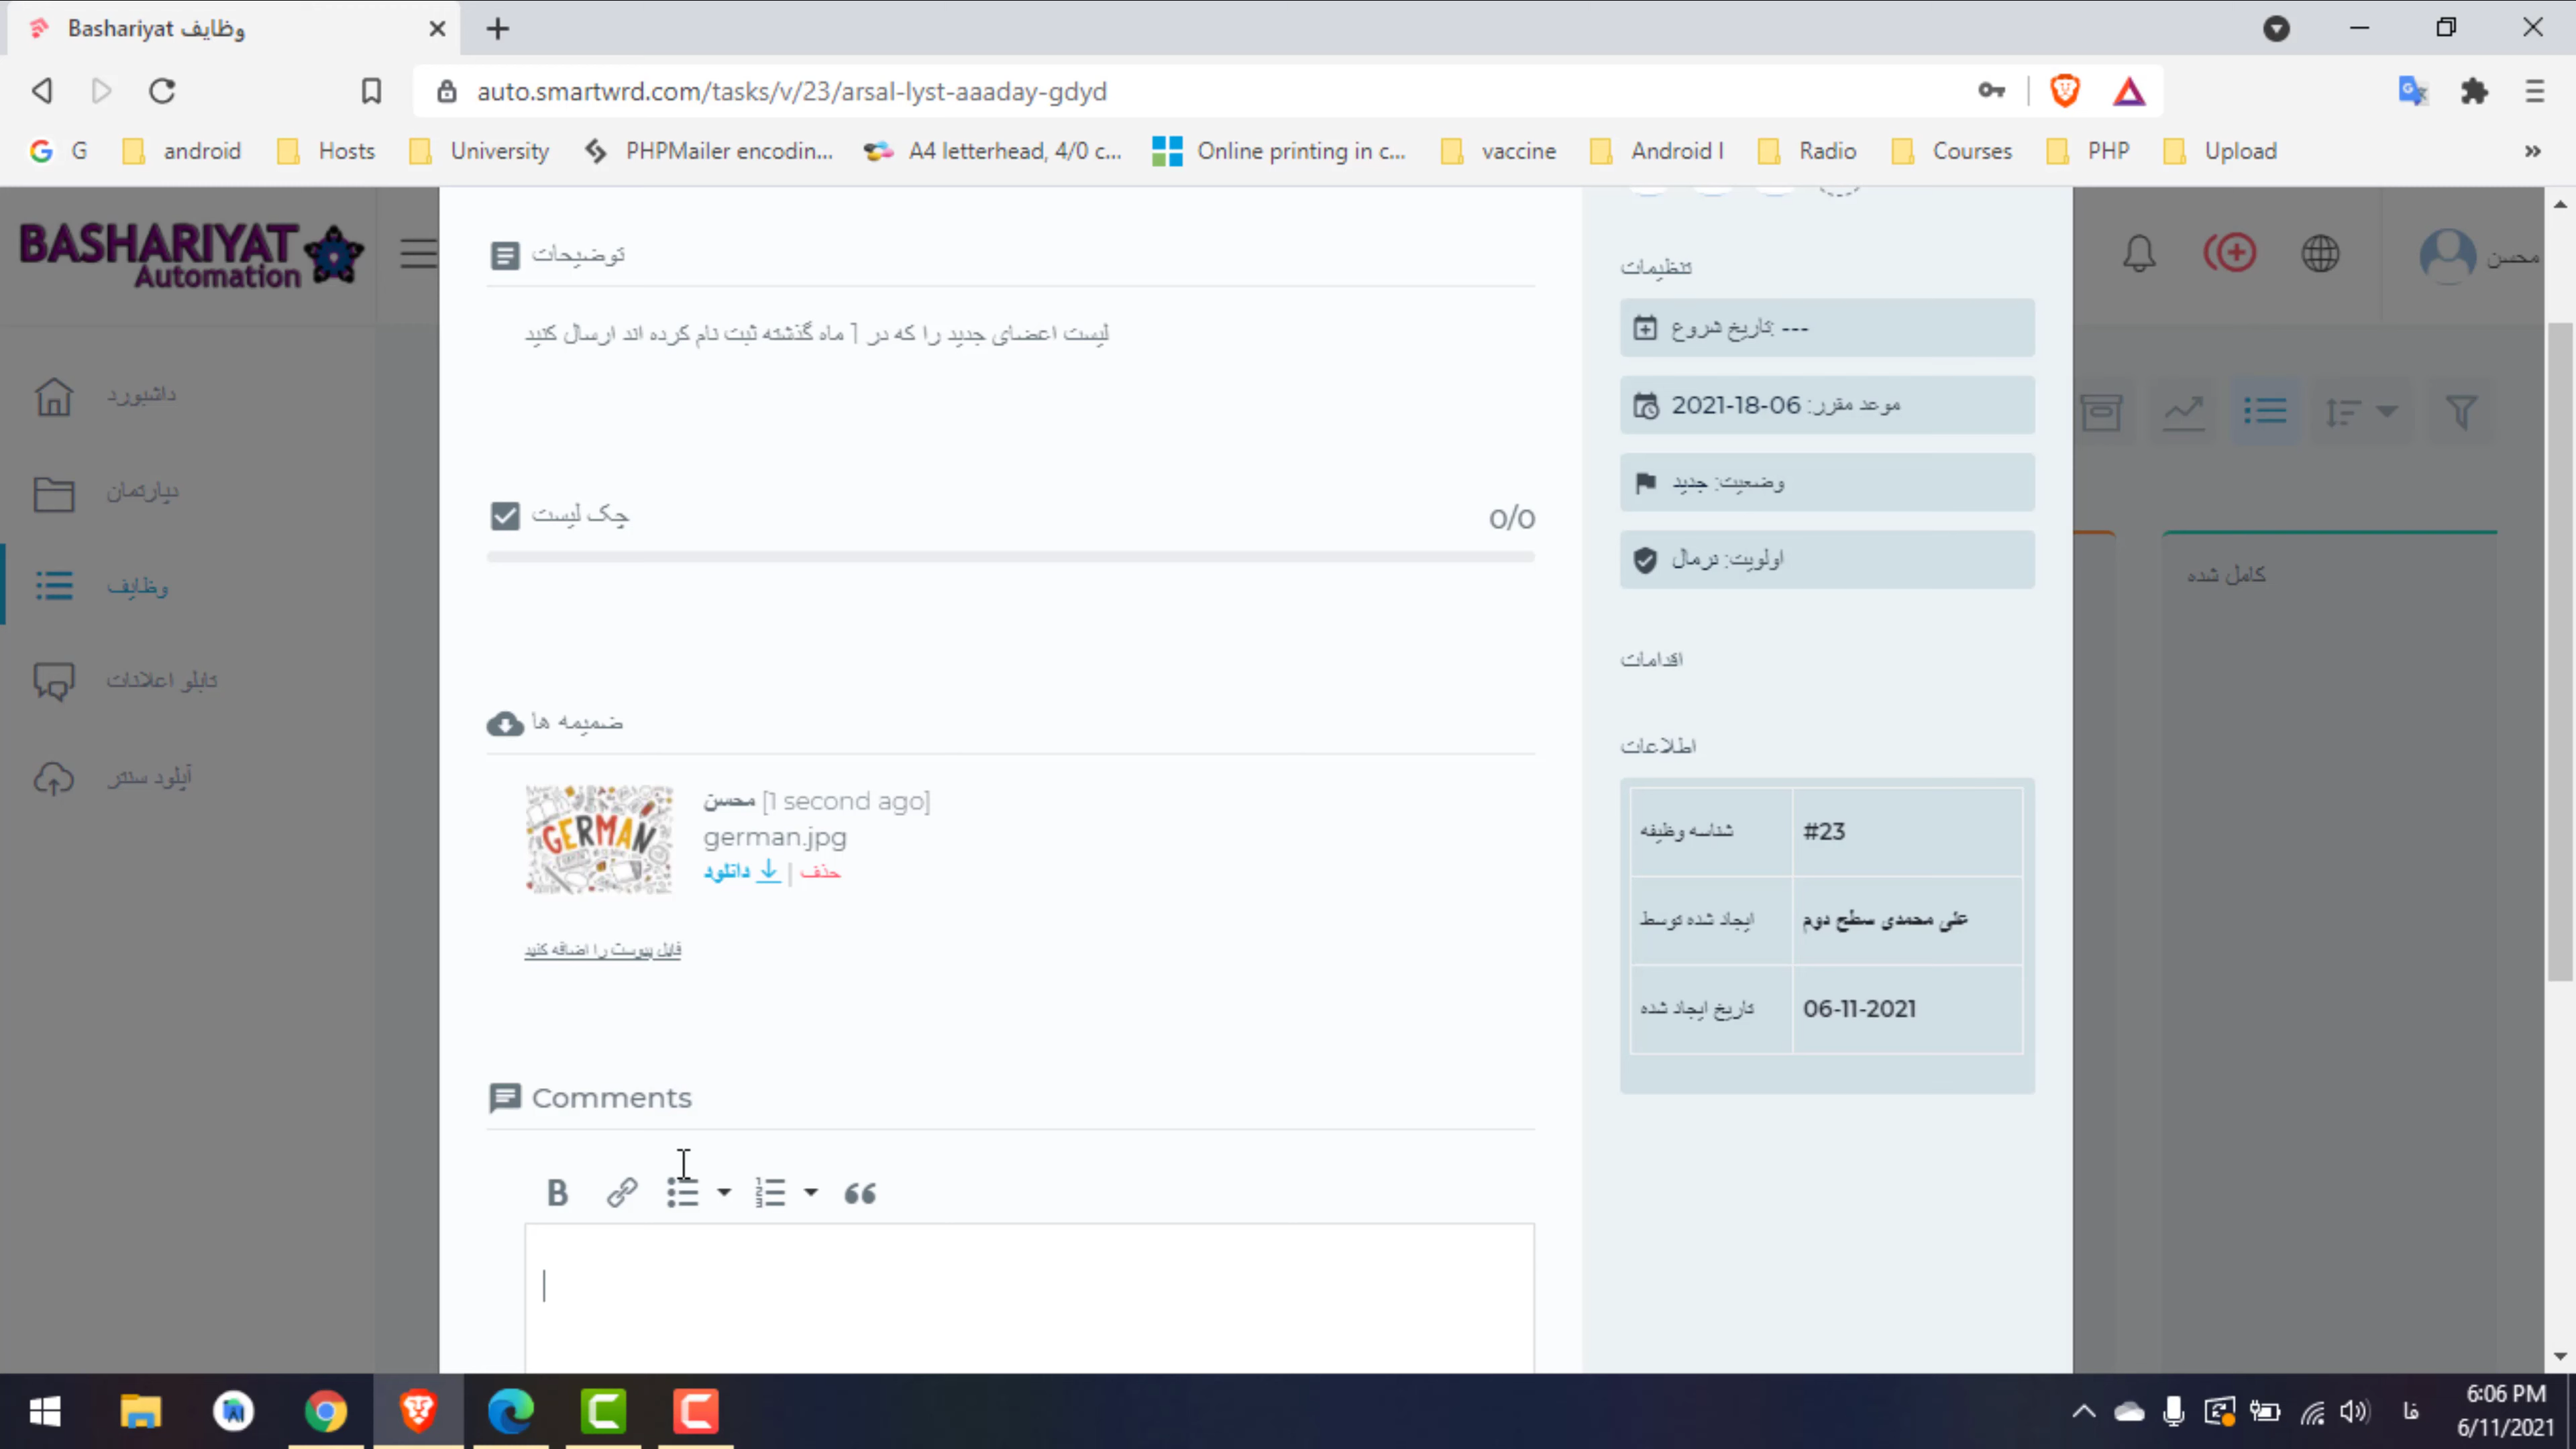 Bashariyat وظایف
auto.smartwrd.com/tasks/v/23/arsal-lyst-aaaday-gdyd
G
android
Hosts
University
PHPMailer encodin...
A4 letterhead, 4/0 c...
Online printing in c...
vaccine
Android I
Radio
Courses
PHP
Upload
»
BASHARIYAT
Automation
محسن
داشبورد
دپارتمان
وظایف
تابلو اعلانات
آپلود سنتر
توضیحات
لیست اعضای جدید را که در 1 ماه گذشته ثبت نام کرده اند ارسال کنید
چک لیست
0/0
ضمیمه ها
محسن [1 second ago]
german.jpg
دانلود | حذف
GERMAN
فایل پیوست را اضافه کنید
Comments
B
تنظیمات
تاریخ شروع: ---
موعد مقرر: 2021-18-06
وضعیت: جدید
اولویت: نرمال
اقدامات
اطلاعات
شناسه وظیفه
#23
ایجاد شده توسط
علی محمدی سطح دوم
تاریخ ایجاد شده
06-11-2021
کامل شده
فا
6:06 PM
6/11/2021